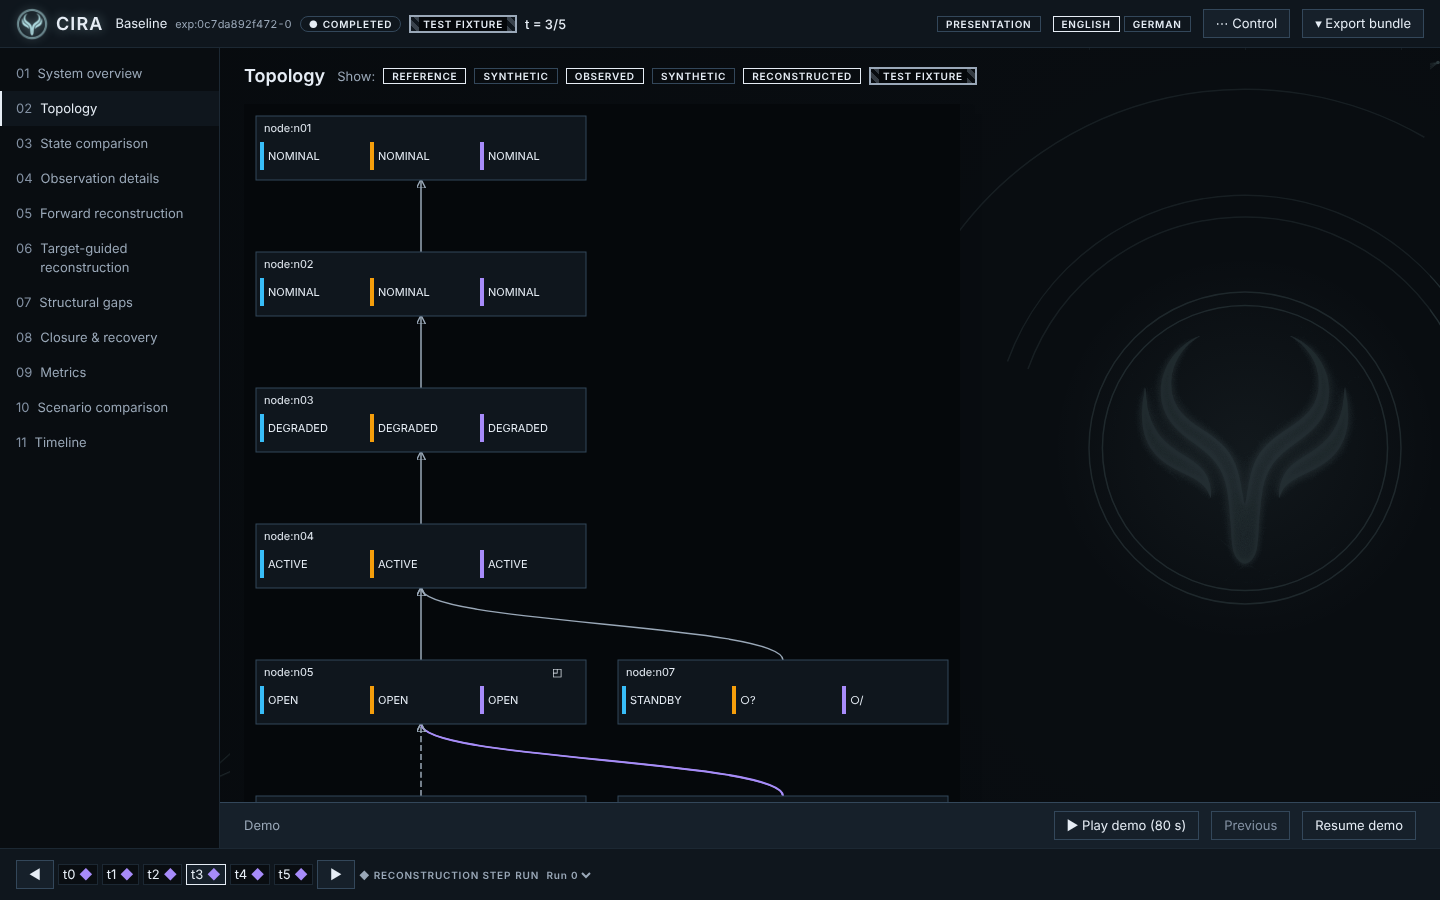 CIRA Baseline exp:0c7da892f472-0 ● COMPLETED TEST FIXTURE t = 3/5 PRESENTATION ENGLISH GERMAN ⋯ Control ▾ Export bundle
01 System overview
02 Topology
03 State comparison
04 Observation details
05 Forward reconstruction
06 Target-guided
reconstruction
07 Structural gaps
08 Closure & recovery
09 Metrics
10 Scenario comparison
11 Timeline
Topology Show: REFERENCE SYNTHETIC OBSERVED SYNTHETIC RECONSTRUCTED TEST FIXTURE
node:n01
NOMINAL NOMINAL NOMINAL
node:n02
NOMINAL NOMINAL NOMINAL
node:n03
DEGRADED DEGRADED DEGRADED
node:n04
ACTIVE ACTIVE ACTIVE
node:n05 ◰
OPEN OPEN OPEN
node:n07
STANDBY ○? ○/
Demo ▶ Play demo (80 s) Previous Resume demo
◀ t0 ◆ t1 ◆ t2 ◆ t3 ◆ t4 ◆ t5 ◆ ▶ ◆ RECONSTRUCTION STEP RUN Run 0